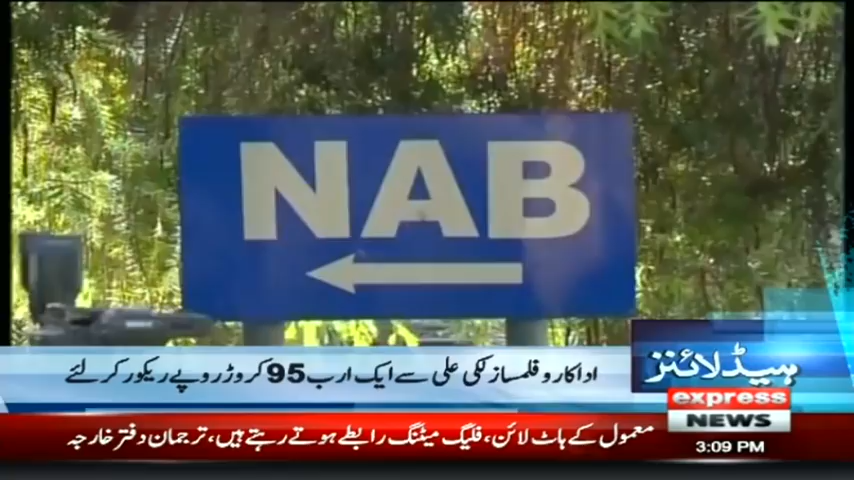 NAB
اداکار و فلمساز لکی علی سے ایک ارب 95 کروڑ روپے ریکور کر لئے
ہیڈلائنز
express
NEWS
معمول کے ہاٹ لائن، فلیگ میٹنگ رابطے ہوتے رہتے ہیں، ترجمان دفتر خارجہ
3:09 PM